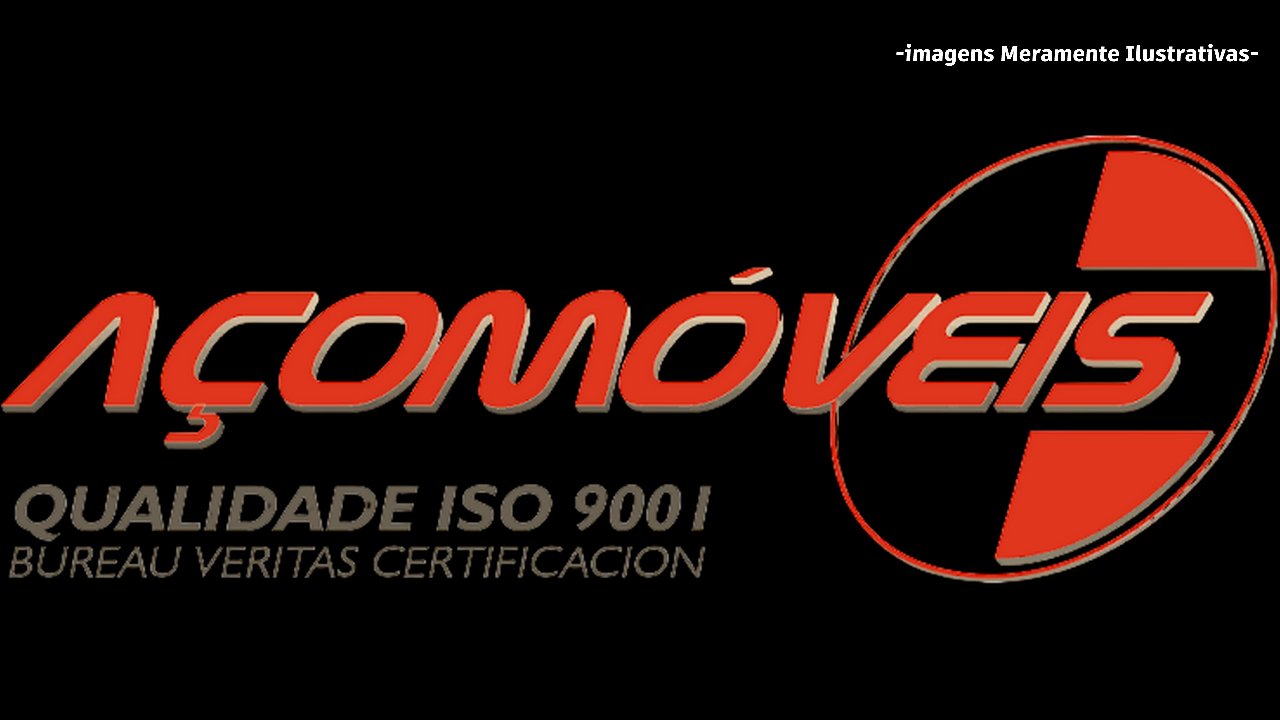 -imagens Meramente Ilustrativas-
AÇOMÓVEIS
QUALIDADE ISO 9001
BUREAU VERITAS CERTIFICACION